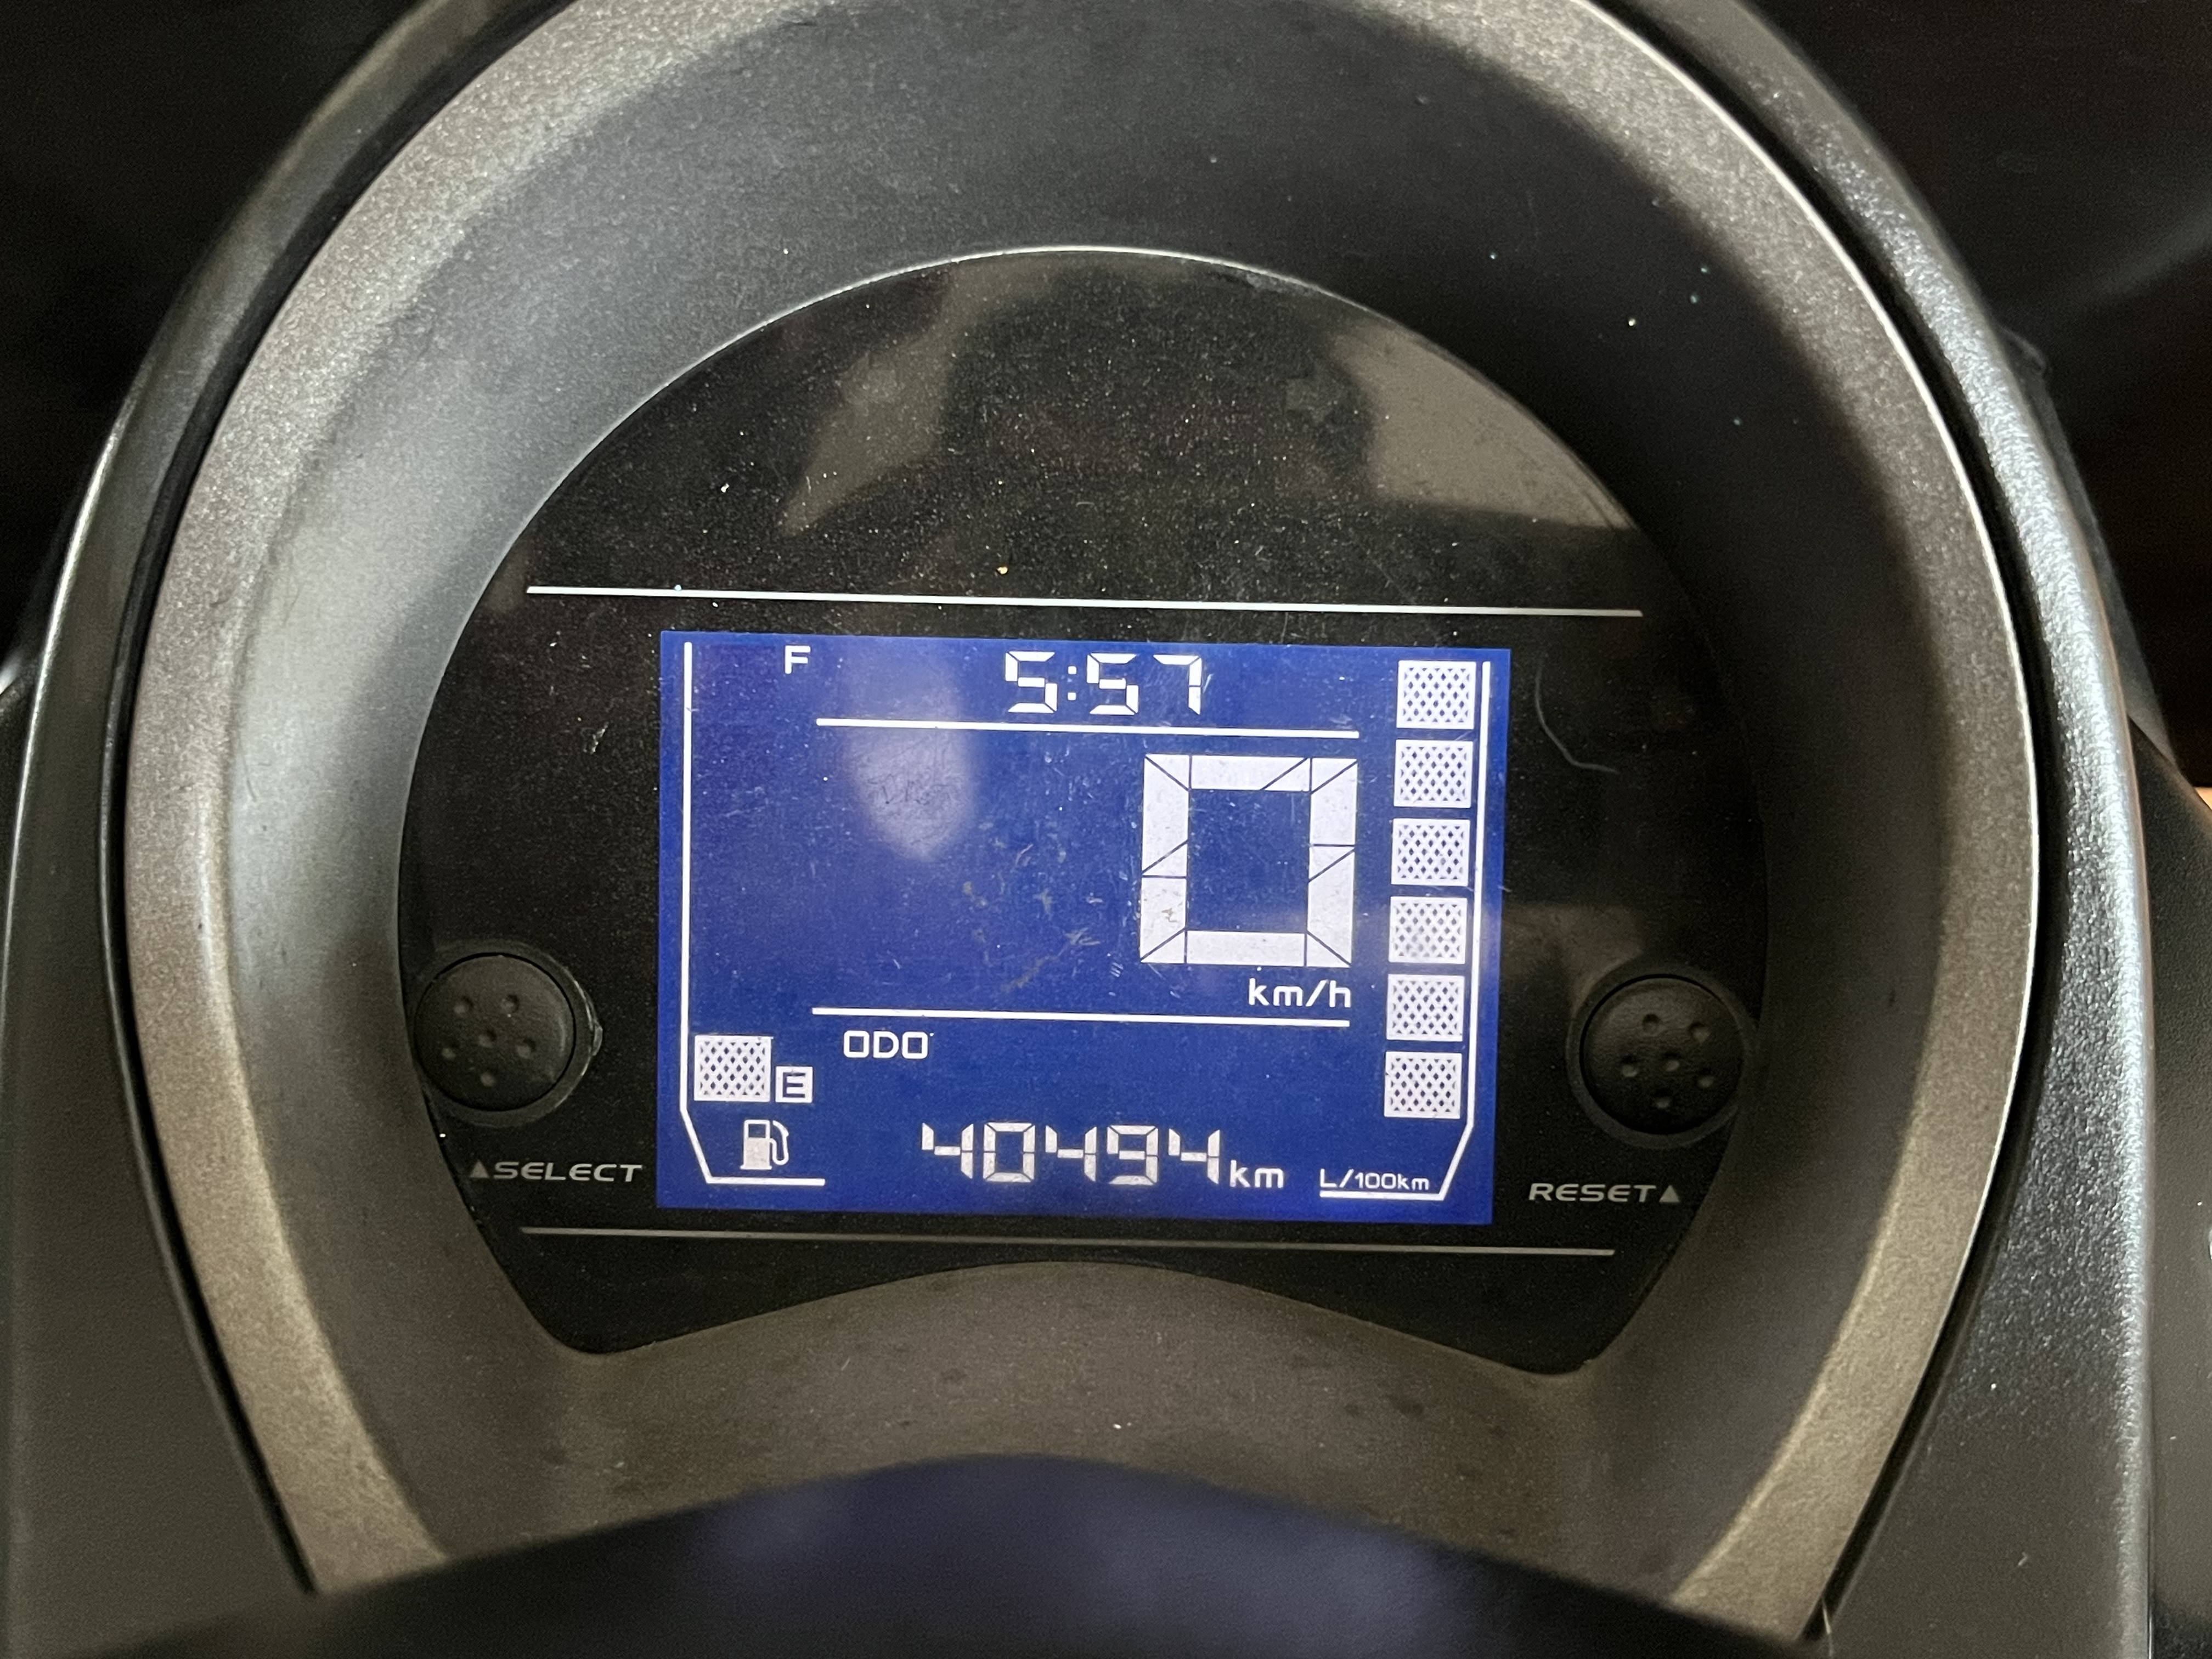 F 5:57
0
km/h
ODO
E
40494km L/100km
▲SELECT
RESET▲